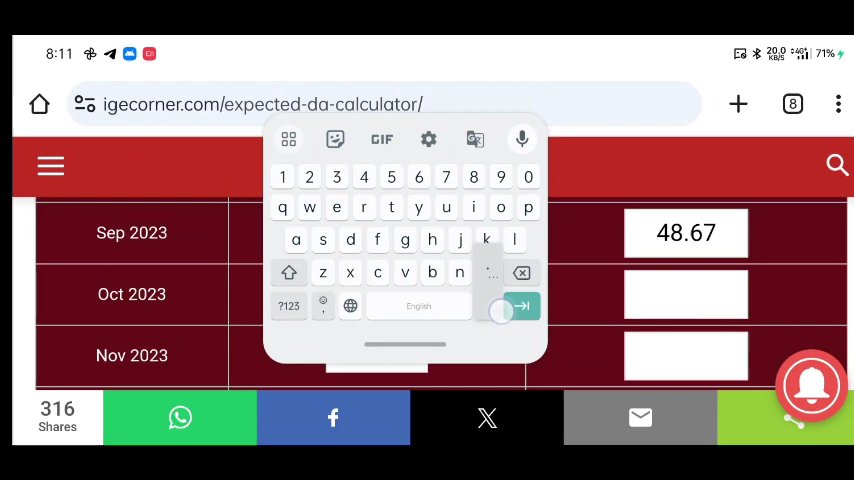 8:11
20.0
KB/S
4G+
71%
igecorner.com/expected-da-calculator/
8
GIF
1 2 3 4 5 6 7 8 9 0
q w e r t y u i o p
a s d f g h j k l
z x c v b n
?123
,
English
. ...
Sep 2023
48.67
Oct 2023
Nov 2023
316
Shares